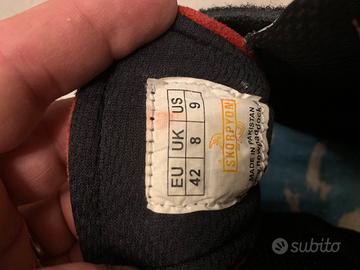 EU UK US
42 8 9
SKORPYON
MADE IN PAKISTAN
subito